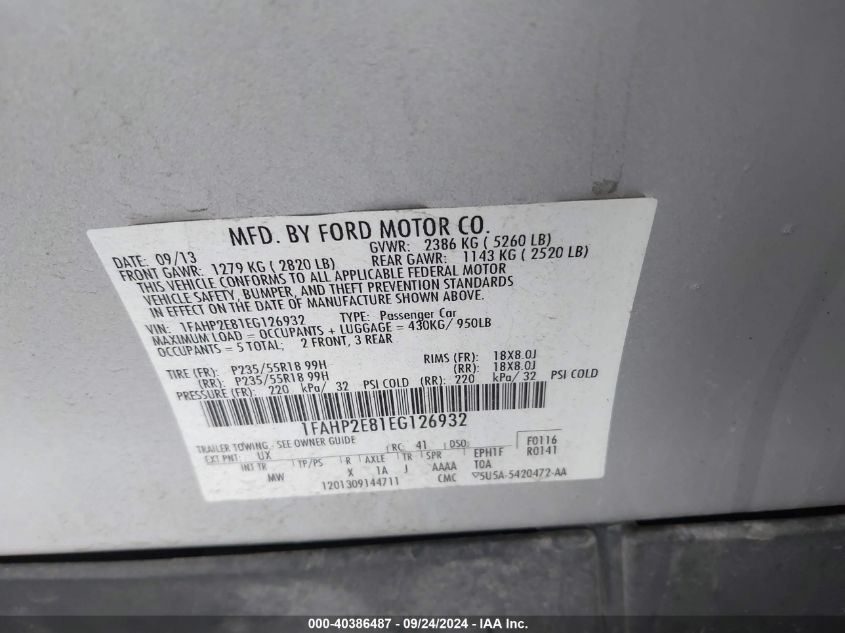 MFD. BY FORD MOTOR CO.
DATE: 09/13 GVWR: 2386 KG ( 5260 LB)
FRONT GAWR: 1279 KG ( 2820 LB) REAR GAWR: 1143 KG ( 2520 LB)
THIS VEHICLE CONFORMS TO ALL APPLICABLE FEDERAL MOTOR
VEHICLE SAFETY, BUMPER, AND THEFT PREVENTION STANDARDS
IN EFFECT ON THE DATE OF MANUFACTURE SHOWN ABOVE.
VIN: 1FAHP2E81EG126932 TYPE: Passenger Car
MAXIMUM LOAD = OCCUPANTS + LUGGAGE = 430KG/ 950LB
OCCUPANTS = 5 TOTAL; 2 FRONT, 3 REAR
TIRE (FR): P235/55R18 99H RIMS (FR): 18X8.0J
(RR): P235/55R18 99H (RR): 18X8.0J
PRESSURE (FR): 220 kPa/ 32 PSI COLD (RR): 220 kPa/ 32 PSI COLD
1FAHP2E81EG126932
TRAILER TOWING - SEE OWNER GUIDE F0116
EXT PNT: UX RC: 41 DSO: R0141
INT TR TP/PS R AXLE TR SPR EPH1F
MW X 1A J AAAA TOA
1201309144711 CMC 5U5A-5420472-AA
000-40386487 - 09/24/2024 - IAA Inc.